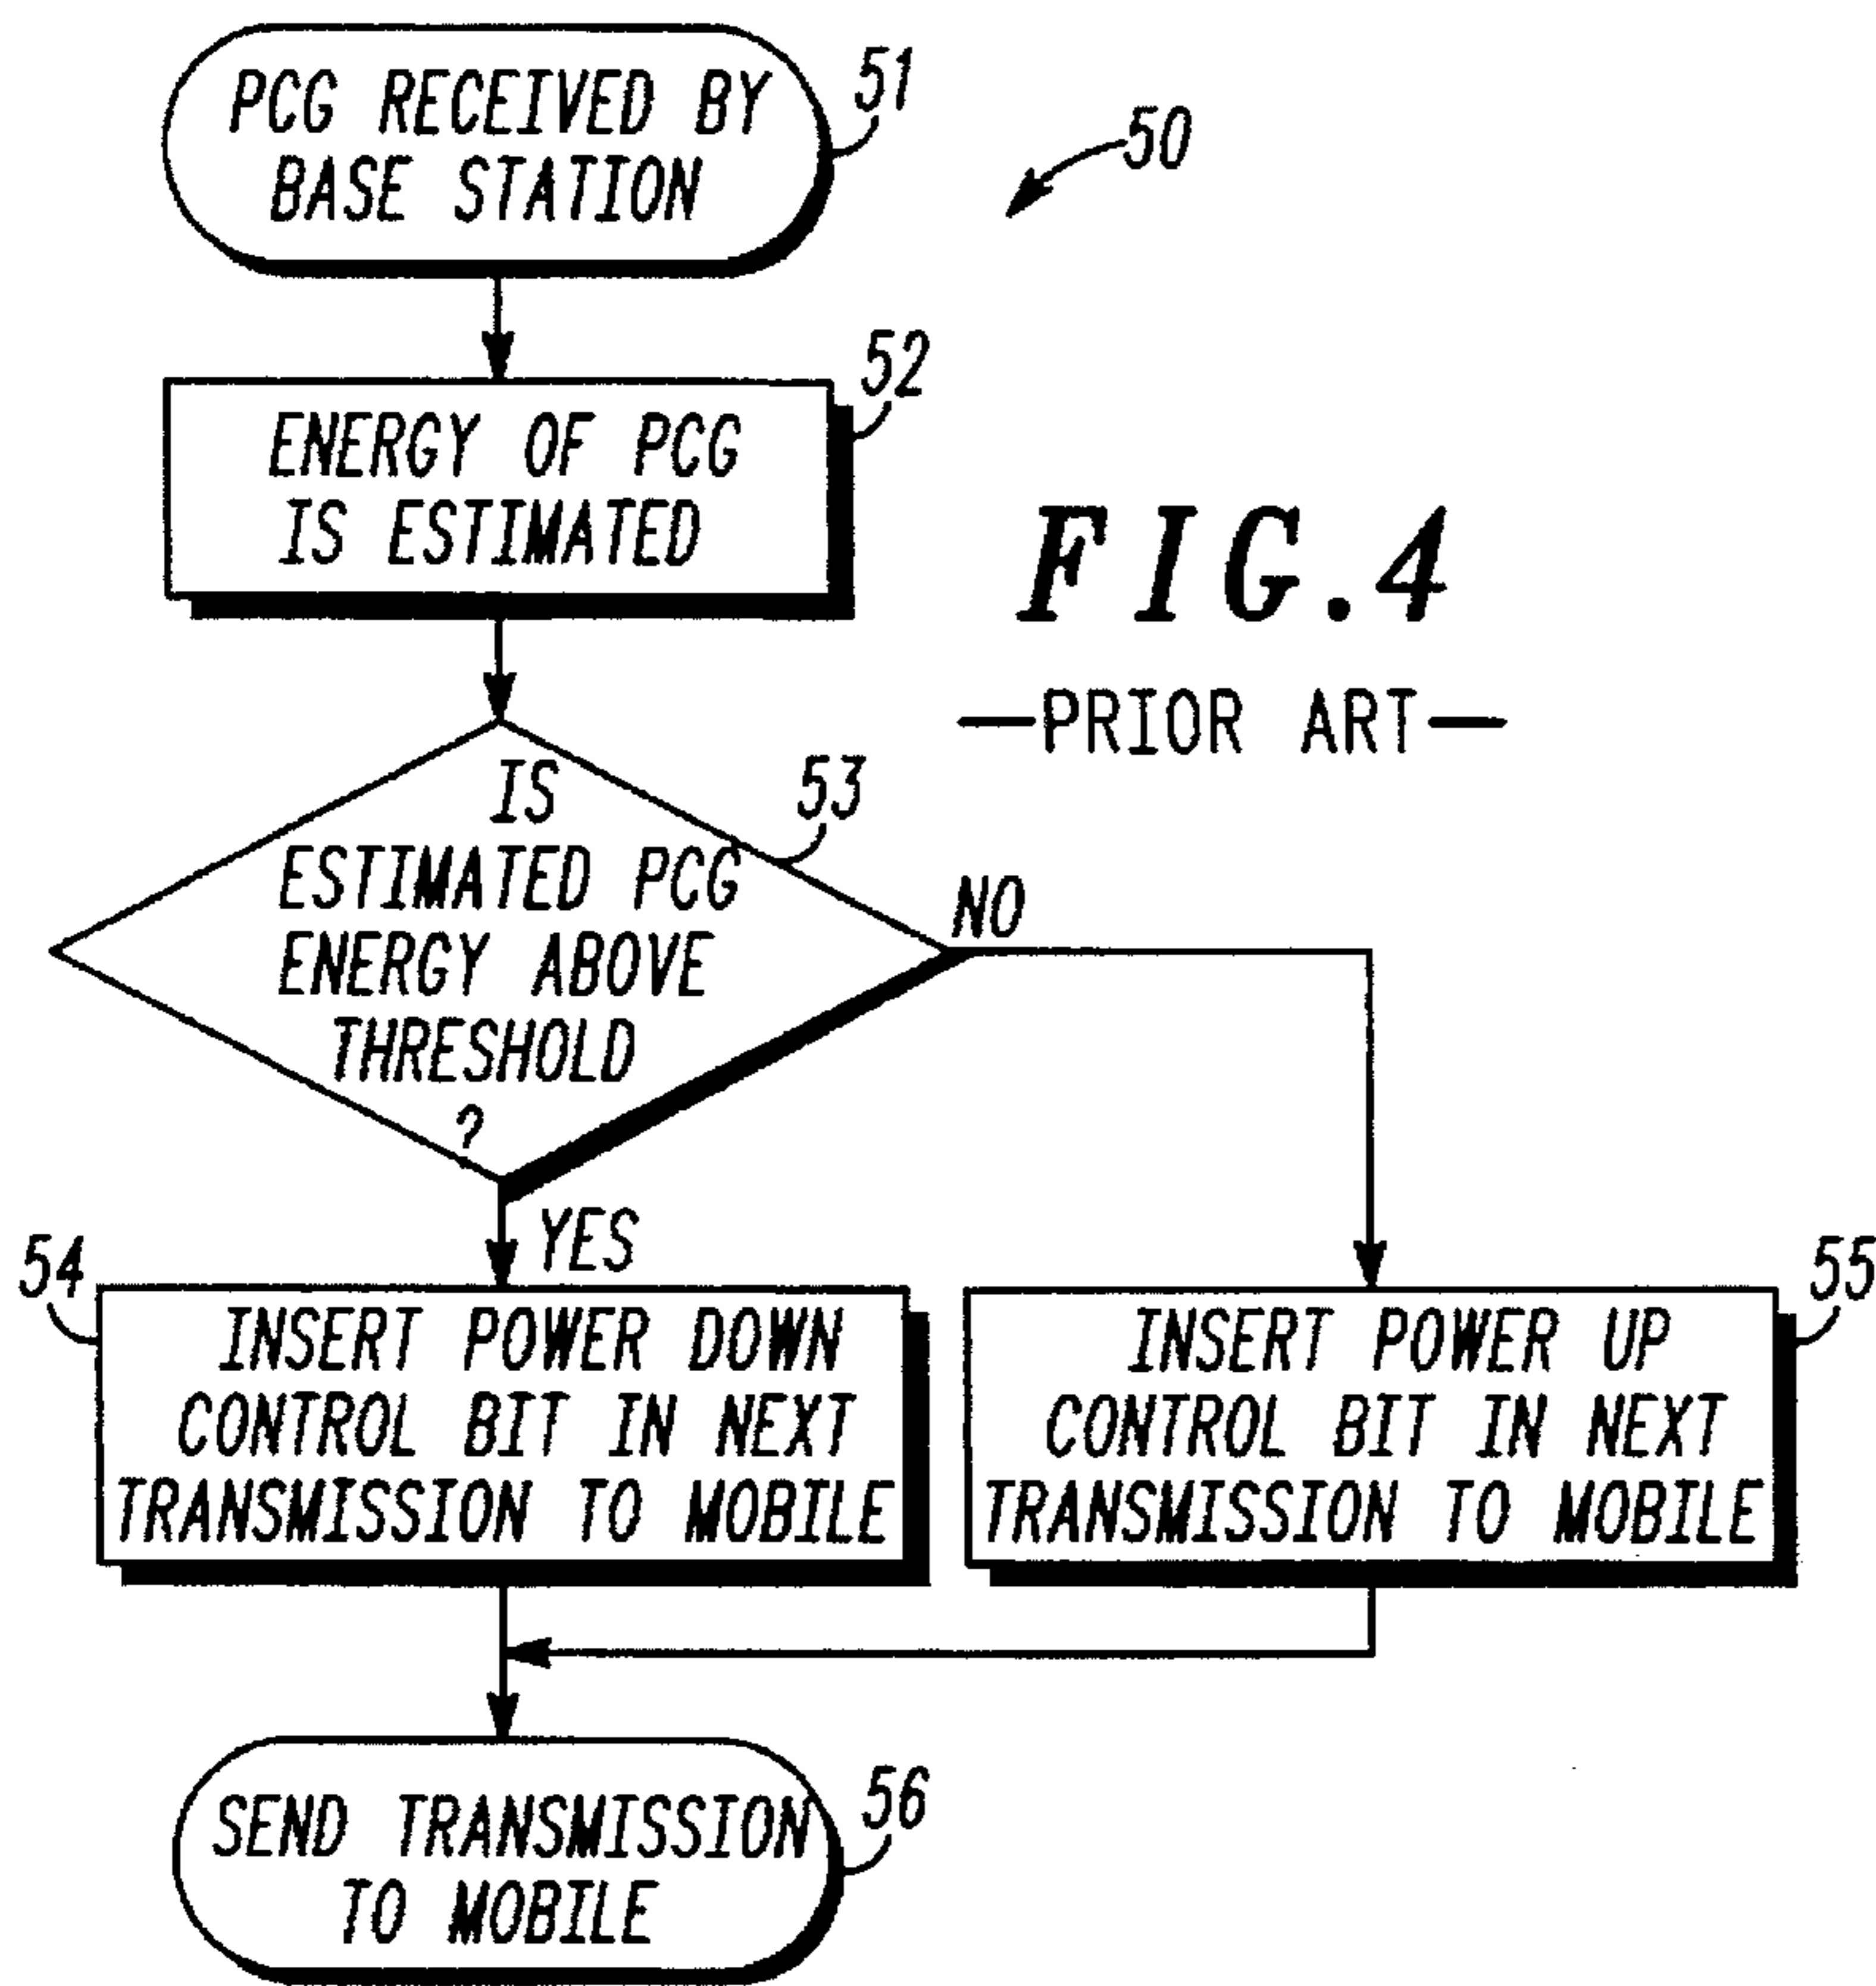 PCG RECEIVED BY
BASE STATION
51
50
ENERGY OF PCG
IS ESTIMATED
52
FIG.4
—PRIOR ART—
IS
ESTIMATED PCG
ENERGY ABOVE
THRESHOLD
?
53
NO
YES
54
INSERT POWER DOWN
CONTROL BIT IN NEXT
TRANSMISSION TO MOBILE
INSERT POWER UP
CONTROL BIT IN NEXT
TRANSMISSION TO MOBILE
55
SEND TRANSMISSION
TO MOBILE
56